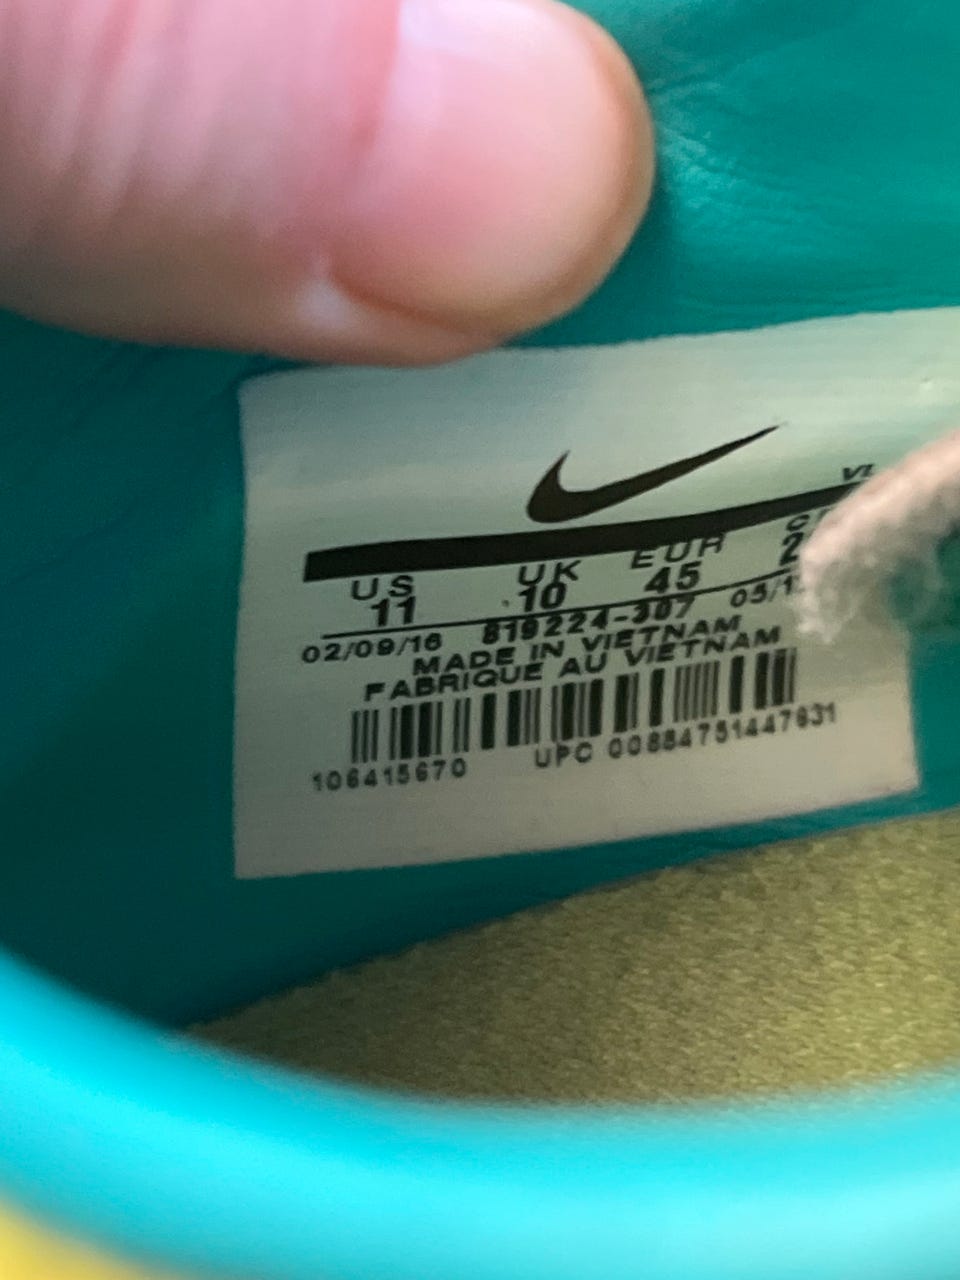 US UK EUR
11 10 45
02/09/16 819224-307
MADE IN VIETNAM
FABRIQUE AU VIETNAM
106415670 UPC 00884751447631